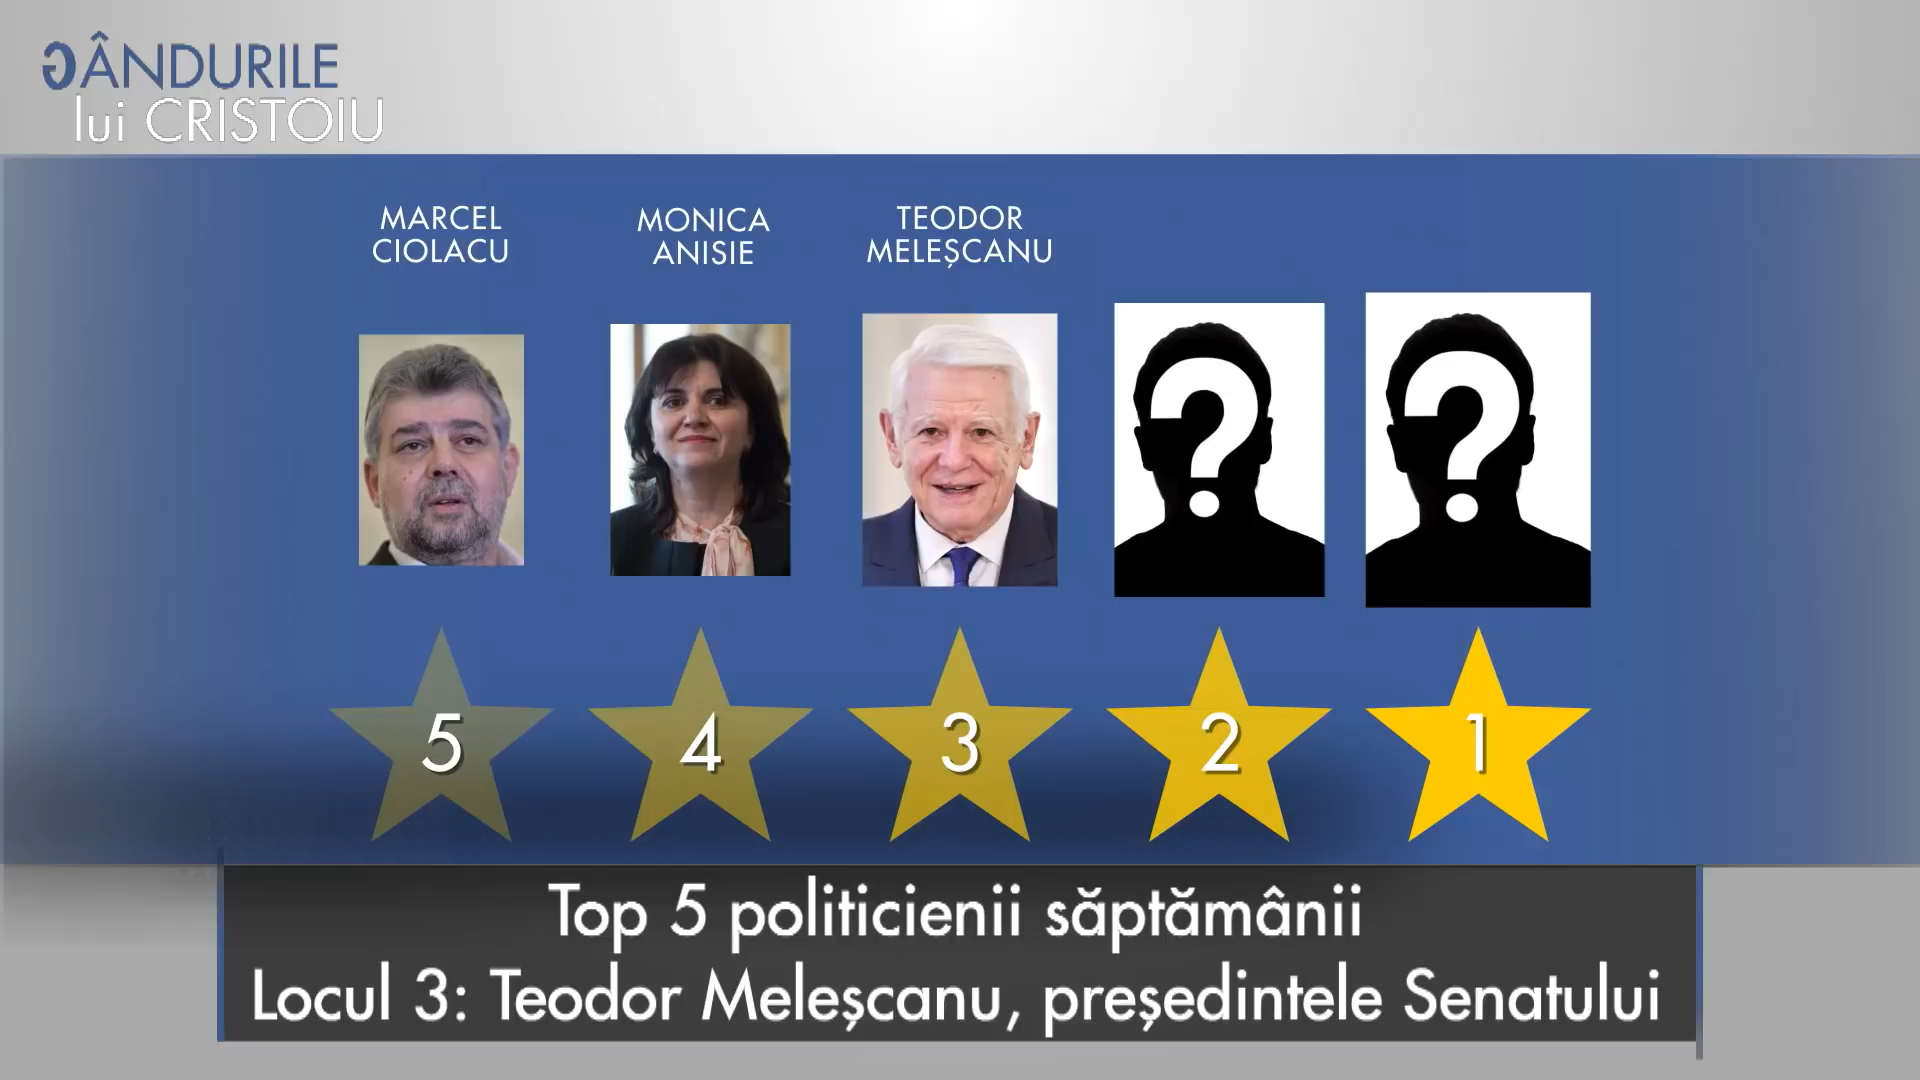 GÂNDURILE
lui CRISTOIU
MARCEL
CIOLACU
MONICA
ANISIE
TEODOR
MELEȘCANU
? ?
5 4 3 2 1
Top 5 politicienii săptămânii
Locul 3: Teodor Meleșcanu, președintele Senatului